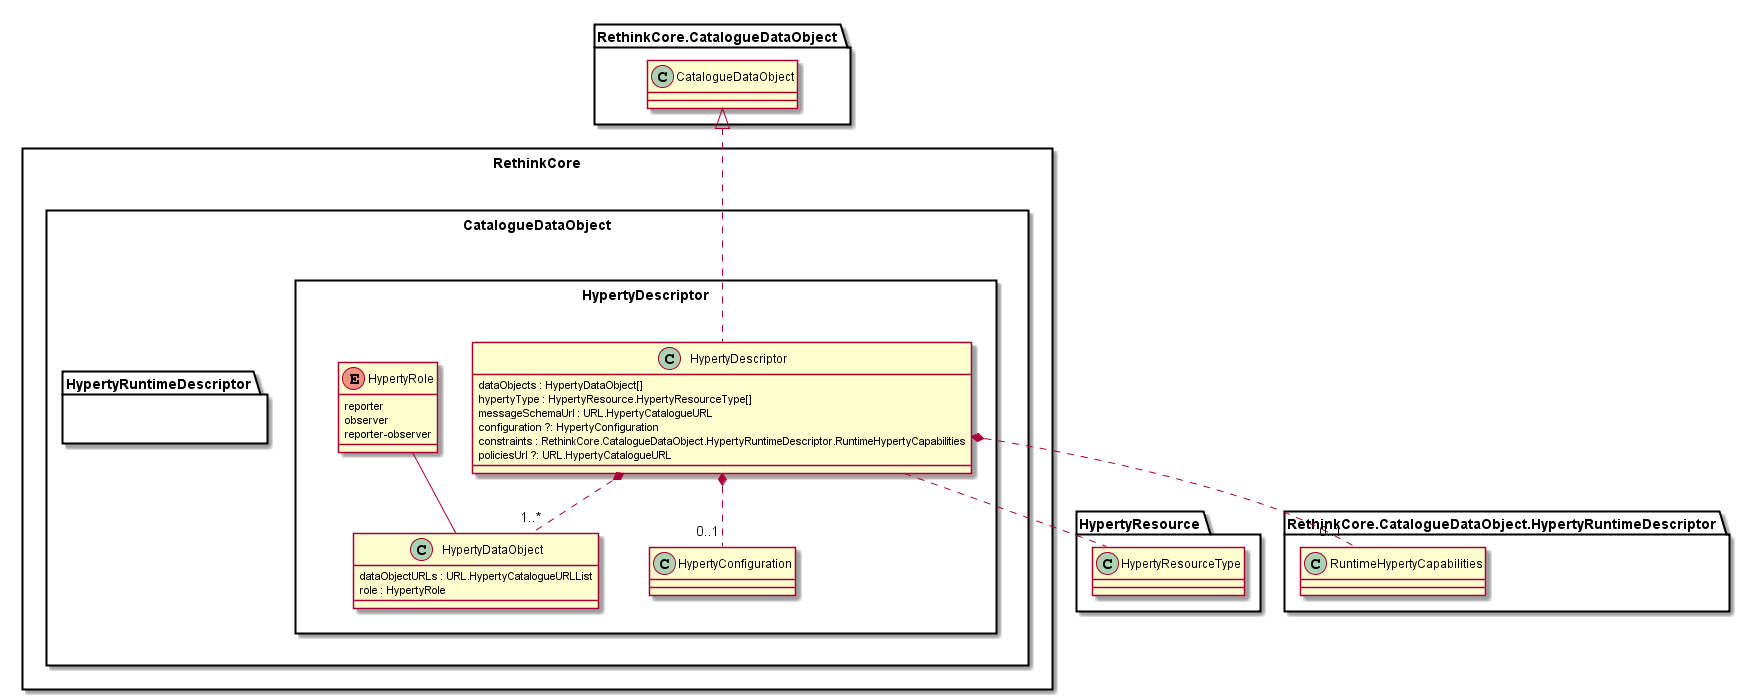 RethinkCore.CatalogueDataObject
C CatalogueDataObject
RethinkCore
CatalogueDataObject
HypertyDescriptor
HypertyRuntimeDescriptor
E HypertyRole
reporter
observer
reporter-observer
C HypertyDescriptor
dataObjects : HypertyDataObject[]
hypertyType : HypertyResource.HypertyResourceType[]
messageSchemaUrl : URL.HypertyCatalogueURL
configuration ?: HypertyConfiguration
constraints : RethinkCore.CatalogueDataObject.HypertyRuntimeDescriptor.RuntimeHypertyCapabilities
policiesUrl ?: URL.HypertyCatalogueURL
1..*
0..1
0..1
C HypertyDataObject
dataObjectURLs : URL.HypertyCatalogueURLList
role : HypertyRole
C HypertyConfiguration
HypertyResource
C HypertyResourceType
RethinkCore.CatalogueDataObject.HypertyRuntimeDescriptor
C RuntimeHypertyCapabilities